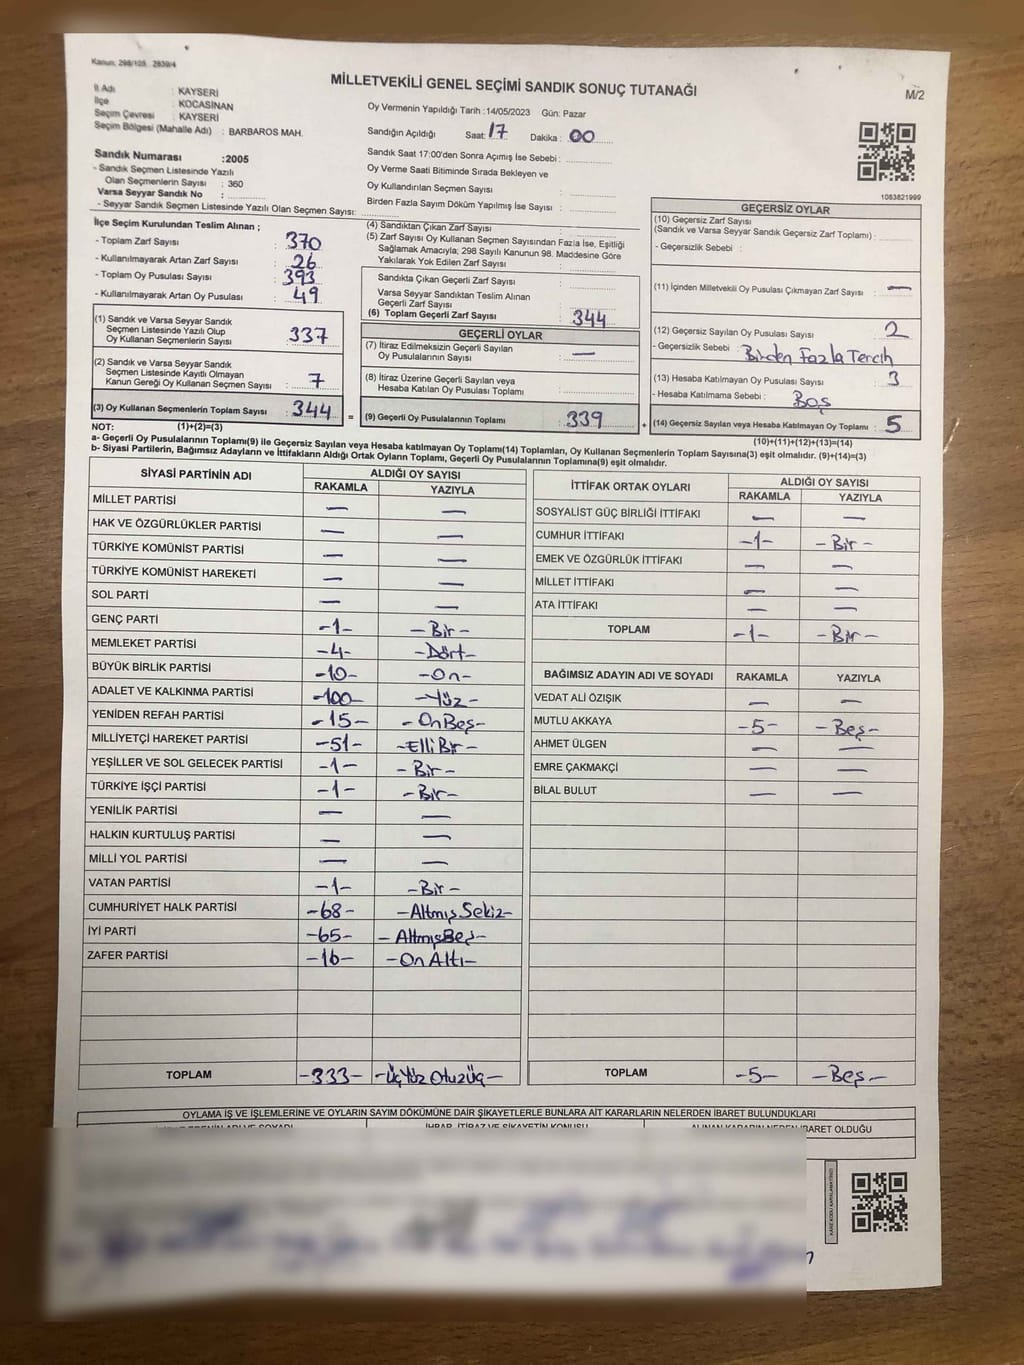 Kanun: 298/105 2839/4
MİLLETVEKİLİ GENEL SEÇİMİ SANDIK SONUÇ TUTANAĞI
M/2
İl Adı : KAYSERİ
İlçe : KOCASİNAN
Seçim Çevresi : KAYSERİ
Seçim Bölgesi (Mahalle Adı) : BARBAROS MAH.
Oy Vermenin Yapıldığı Tarih :14/05/2023 Gün: Pazar
Sandığın Açıldığı Saat: 17 Dakika : 00
Sandık Saat 17:00'den Sonra Açımış İse Sebebi :
Oy Verme Saati Bitiminde Sırada Bekleyen ve
Oy Kullandırılan Seçmen Sayısı :
Birden Fazla Sayım Döküm Yapılmış İse Sayısı :
Sandık Numarası :2005
- Sandık Seçmen Listesinde Yazılı
Olan Seçmenlerin Sayısı : 360
Varsa Seyyar Sandık No :
- Seyyar Sandık Seçmen Listesinde Yazılı Olan Seçmen Sayısı:
1083821999
İlçe Seçim Kurulundan Teslim Alınan ;
- Toplam Zarf Sayısı : 370
- Kullanılmayarak Artan Zarf Sayısı : 26
- Toplam Oy Pusulası Sayısı : 393
- Kullanılmayarak Artan Oy Pusulası : 49
(1) Sandık ve Varsa Seyyar Sandık
Seçmen Listesinde Yazılı Olup
Oy Kullanan Seçmenlerin Sayısı : 337
(2) Sandık ve Varsa Seyyar Sandık
Seçmen Listesinde Kayıtlı Olmayan
Kanun Gereği Oy Kullanan Seçmen Sayısı : 7
(3) Oy Kullanan Seçmenlerin Toplam Sayısı : 344
(4) Sandıktan Çıkan Zarf Sayısı :
(5) Zarf Sayısı Oy Kullanan Seçmen Sayısından Fazla İse, Eşitliği
Sağlamak Amacıyla; 298 Sayılı Kanunun 98. Maddesine Göre
Yakılarak Yok Edilen Zarf Sayısı :
Sandıkta Çıkan Geçerli Zarf Sayısı :
Varsa Seyyar Sandıktan Teslim Alınan
Geçerli Zarf Sayısı :
(6) Toplam Geçerli Zarf Sayısı : 344
GEÇERLİ OYLAR
(7) İtiraz Edilmeksizin Geçerli Sayılan
Oy Pusulalarının Sayısı : —
(8) İtiraz Üzerine Geçerli Sayılan veya
Hesaba Katılan Oy Pusulaları Toplamı :
= (9) Geçerli Oy Pusulalarının Toplamı : 339 +
GEÇERSİZ OYLAR
(10) Geçersiz Zarf Sayısı
(Sandık ve Varsa Seyyar Sandık Geçersiz Zarf Toplamı) :
- Geçersizlik Sebebi :
(11) İçinden Milletvekili Oy Pusulası Çıkmayan Zarf Sayısı : —
(12) Geçersiz Sayılan Oy Pusulası Sayısı : 2
- Geçersizlik Sebebi : Birden Fazla Tercih
(13) Hesaba Katılmayan Oy Pusulası Sayısı : 3
- Hesaba Katılmama Sebebi : Boş
(14) Geçersiz Sayılan veya Hesaba Katılmayan Oy Toplamı : 5
NOT: (1)+(2)=(3)
(10)+(11)+(12)+(13)=(14)
a- Geçerli Oy Pusulalarının Toplamı(9) ile Geçersiz Sayılan veya Hesaba katılmayan Oy Toplamı(14) Toplamları, Oy Kullanan Seçmenlerin Toplam Sayısına(3) eşit olmalıdır. (9)+(14)=(3)
b- Siyasi Partilerin, Bağımsız Adayların ve İttifakların Aldığı Ortak Oyların Toplamı, Geçerli Oy Pusulalarının Toplamına(9) eşit olmalıdır.
SİYASİ PARTİNİN ADI ALDIĞI OY SAYISI
RAKAMLA YAZIYLA
MİLLET PARTİSİ — —
HAK VE ÖZGÜRLÜKLER PARTİSİ — —
TÜRKİYE KOMÜNİST PARTİSİ — —
TÜRKİYE KOMÜNİST HAREKETİ — —
SOL PARTİ — —
GENÇ PARTİ -1- -Bir-
MEMLEKET PARTİSİ -4- -Dört-
BÜYÜK BİRLİK PARTİSİ -10- -On-
ADALET VE KALKINMA PARTİSİ -100- -Yüz-
YENİDEN REFAH PARTİSİ -15- -OnBeş-
MİLLİYETÇİ HAREKET PARTİSİ -51- -ElliBir-
YEŞİLLER VE SOL GELECEK PARTİSİ -1- -Bir-
TÜRKİYE İŞÇİ PARTİSİ -1- -Bir-
YENİLİK PARTİSİ — —
HALKIN KURTULUŞ PARTİSİ — —
MİLLİ YOL PARTİSİ — —
VATAN PARTİSİ -1- -Bir-
CUMHURİYET HALK PARTİSİ -68- -Altmış Sekiz-
İYİ PARTİ -65- -AltmışBeş-
ZAFER PARTİSİ -16- -On Altı-
TOPLAM -333- -ÜçYüz Otuzüç-
İTTİFAK ORTAK OYLARI ALDIĞI OY SAYISI
RAKAMLA YAZIYLA
SOSYALİST GÜÇ BİRLİĞİ İTTİFAKI — —
CUMHUR İTTİFAKI -1- -Bir-
EMEK VE ÖZGÜRLÜK İTTİFAKI — —
MİLLET İTTİFAKI — —
ATA İTTİFAKI — —
TOPLAM -1- -Bir-
BAĞIMSIZ ADAYIN ADI VE SOYADI RAKAMLA YAZIYLA
VEDAT ALİ ÖZIŞIK — —
MUTLU AKKAYA -5- -Beş-
AHMET ÜLGEN — —
EMRE ÇAKMAKÇİ — —
BİLAL BULUT — —
TOPLAM -5- -Beş-
OYLAMA İŞ VE İŞLEMLERİNE VE OYLARIN SAYIM DÖKÜMÜNE DAİR ŞİKAYETLERLE BUNLARA AİT KARARLARIN NELERDEN İBARET BULUNDUKLARI
İHBAR, İTİRAZ VE ŞİKAYETİN KONUSU
ALINAN KARARIN NEDEN İBARET OLDUĞU